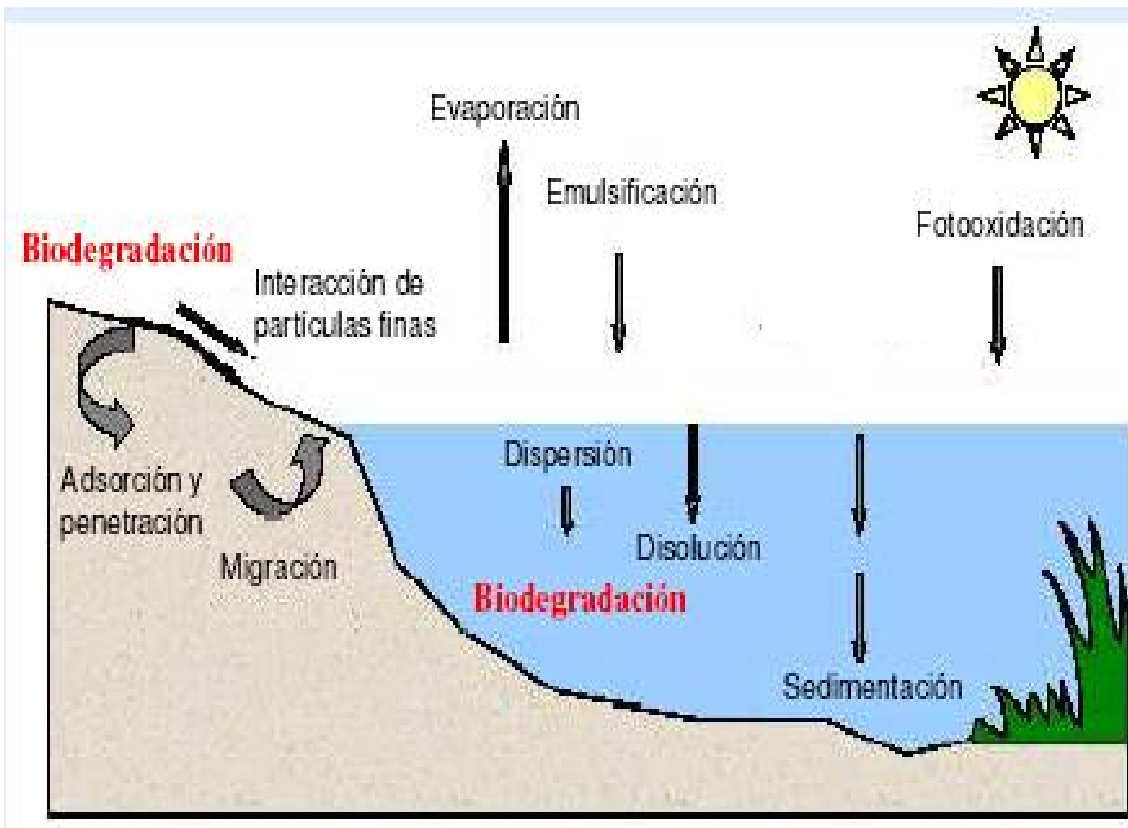 Evaporación
Emulsificación
Fotooxidación
Biodegradación
Interacción de
partículas finas
Dispersión
Adsorción y
penetración
Disolución
Migración
Biodegradación
Sedimentación